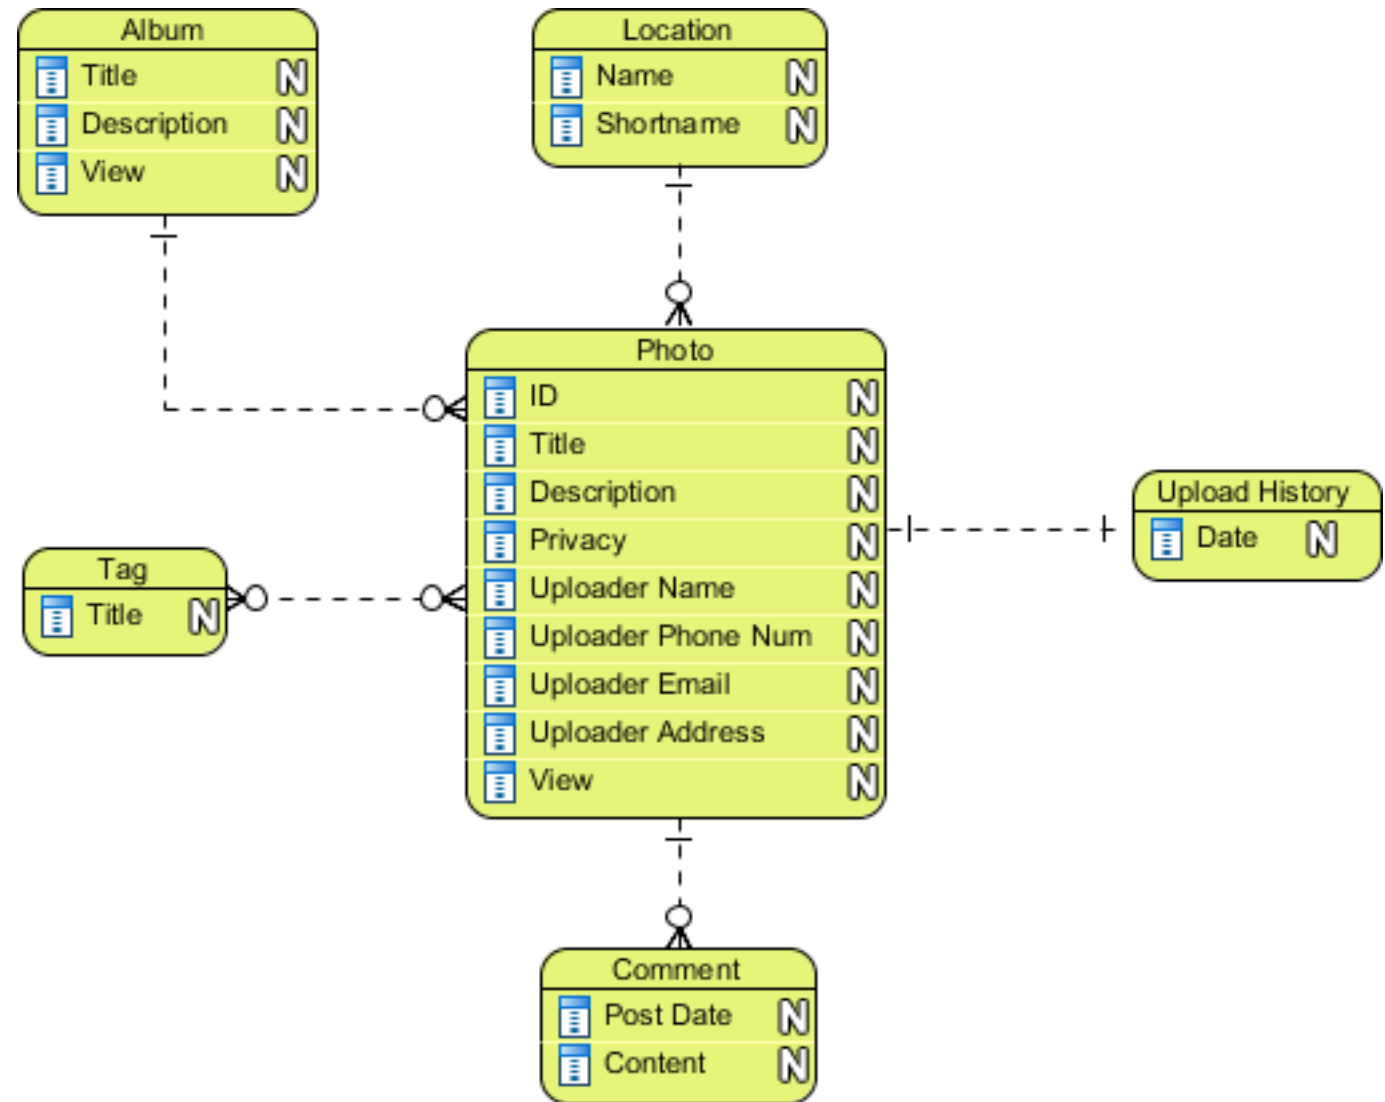 Album
Title N
Description N
View N
Location
Name N
Shortname N
Photo
ID N
Title N
Description N
Privacy N
Uploader Name N
Uploader Phone Num N
Uploader Email N
Uploader Address N
View N
Upload History
Date N
Tag
Title N
Comment
Post Date N
Content N